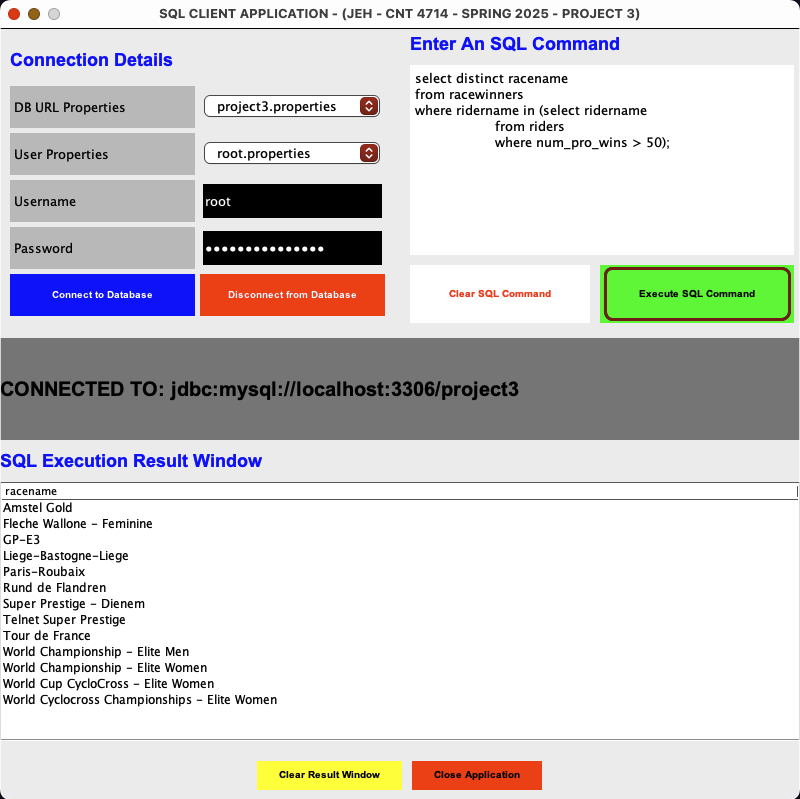 SQL CLIENT APPLICATION - (JEH - CNT 4714 - SPRING 2025 - PROJECT 3)
Connection Details
DB URL Properties
project3.properties
User Properties
root.properties
Username
root
Password
●●●●●●●●●●●●●●●
Connect to Database
Disconnect from Database
Enter An SQL Command
select distinct racename
from racewinners
where ridername in (select ridername
from riders
where num_pro_wins > 50);
Clear SQL Command
Execute SQL Command
CONNECTED TO: jdbc:mysql://localhost:3306/project3
SQL Execution Result Window
racename
Amstel Gold
Fleche Wallone - Feminine
GP-E3
Liege-Bastogne-Liege
Paris-Roubaix
Rund de Flandren
Super Prestige - Dienem
Telnet Super Prestige
Tour de France
World Championship - Elite Men
World Championship - Elite Women
World Cup CycloCross - Elite Women
World Cyclocross Championships - Elite Women
Clear Result Window
Close Application